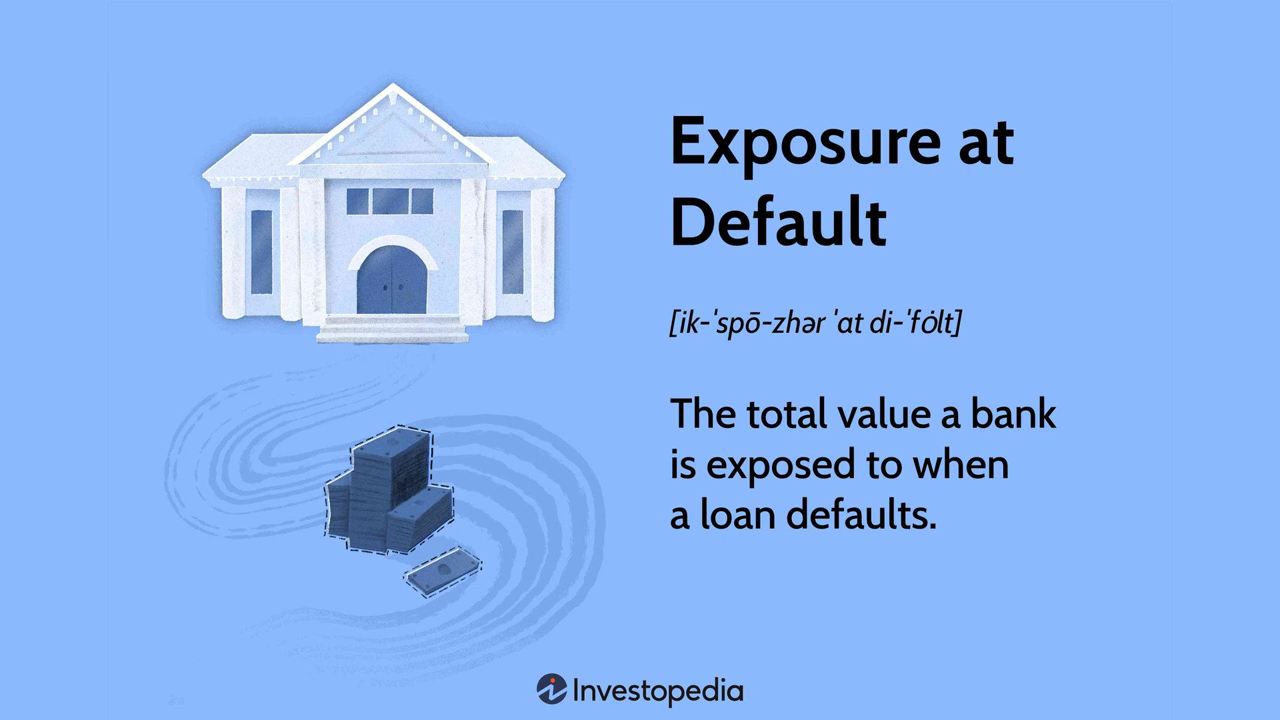 Exposure at
Default
[ik-ˈspō-zhər ˈat di-ˈfȯlt]
The total value a bank
is exposed to when
a loan defaults.
Investopedia